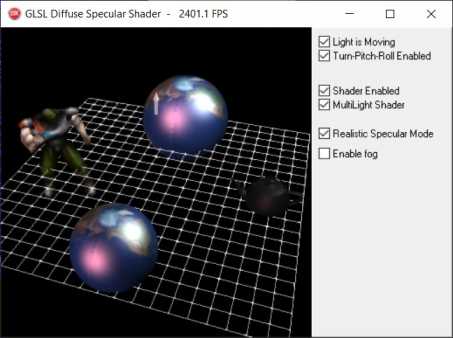 GLSL Diffuse Specular Shader - 2401.1 FPS
Light is Moving
Turn-Pitch-Roll Enabled
Shader Enabled
MultiLight Shader
Realistic Specular Mode
Enable fog